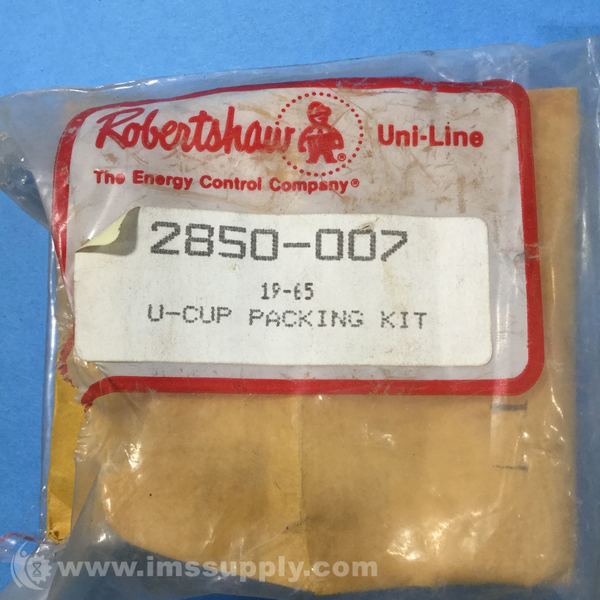 Robertshaw® Uni-Line
The Energy Control Company®
2850-007
19-65
U-CUP PACKING KIT
www.imssupply.com